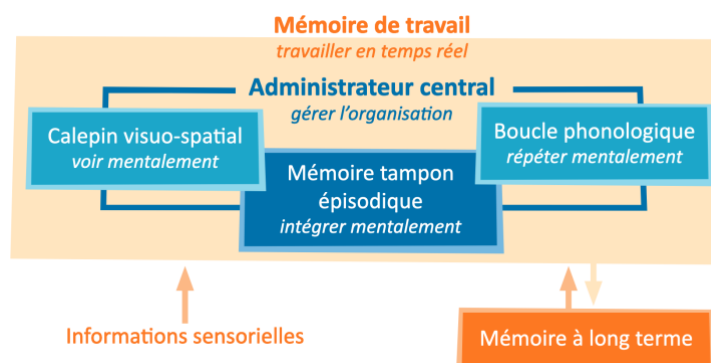 Mémoire de travail
travailler en temps réel
Administrateur central
gérer l'organisation
Calepin visuo-spatial
voir mentalement
Boucle phonologique
répéter mentalement
Mémoire tampon
épisodique
intégrer mentalement
Informations sensorielles
Mémoire à long terme